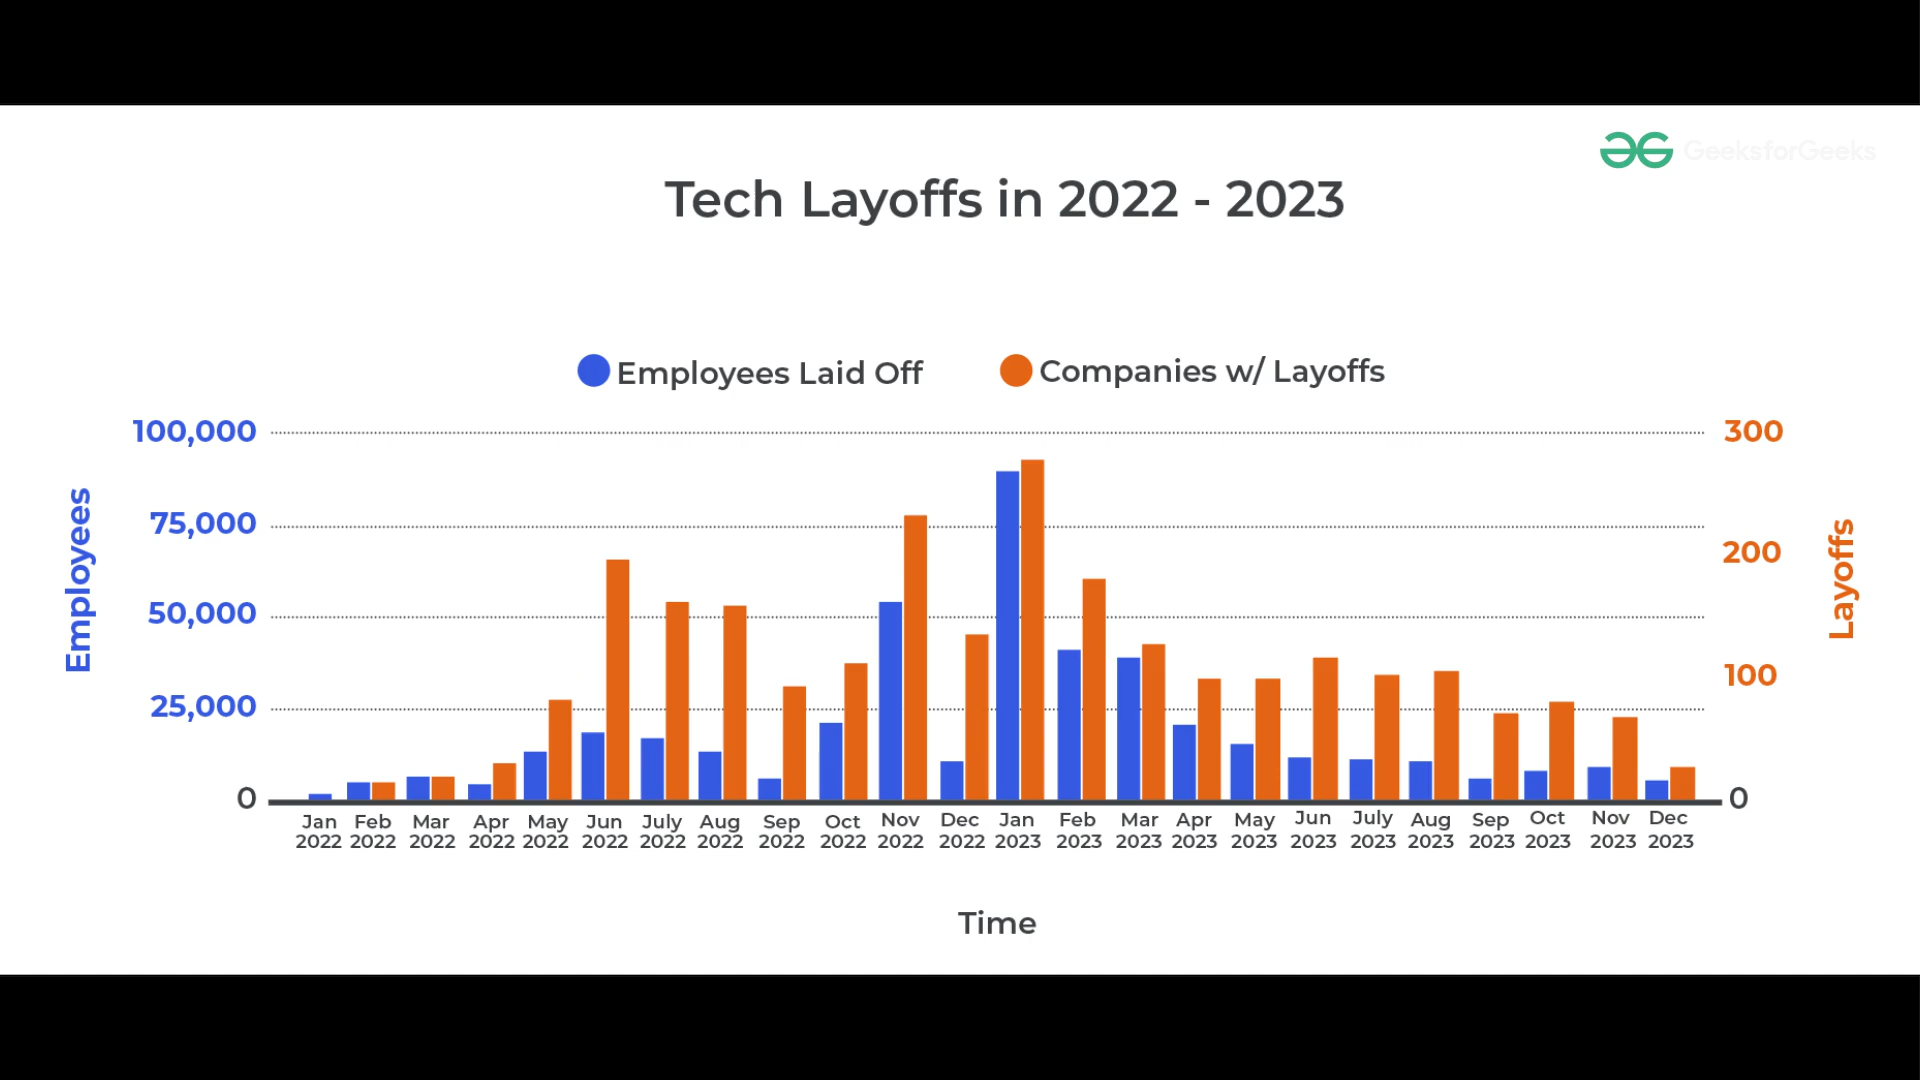 GeeksforGeeks
Tech Layoffs in 2022 - 2023
Employees Laid Off
Companies w/ Layoffs
100,000
75,000
50,000
25,000
0
Employees
300
200
100
0
Layoffs
Jan 2022
Feb 2022
Mar 2022
Apr 2022
May 2022
Jun 2022
July 2022
Aug 2022
Sep 2022
Oct 2022
Nov 2022
Dec 2022
Jan 2023
Feb 2023
Mar 2023
Apr 2023
May 2023
Jun 2023
July 2023
Aug 2023
Sep 2023
Oct 2023
Nov 2023
Dec 2023
Time